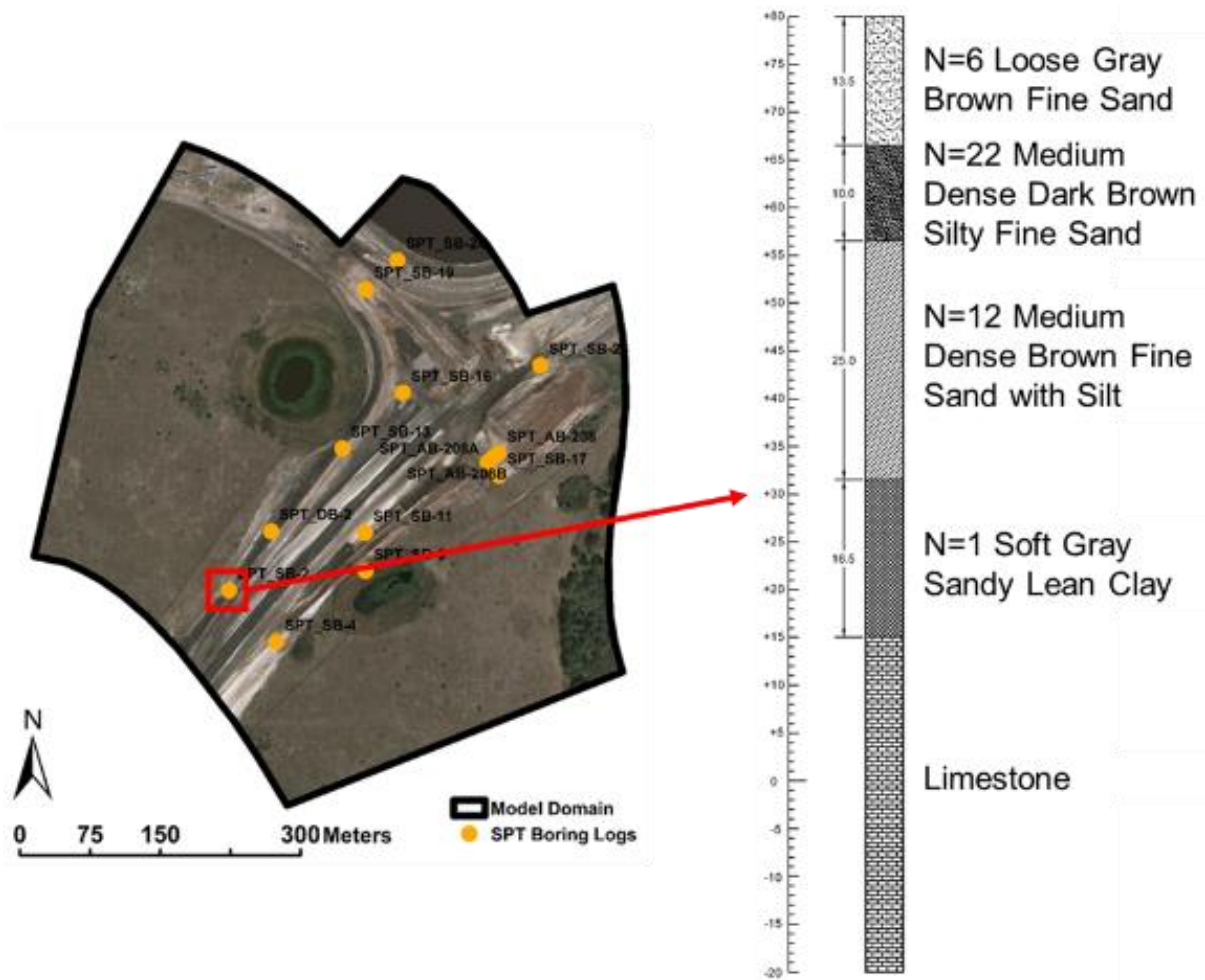 SPT_SB-19
SPT_SB-16
SPT_SB-13
SPT_AB-208A
SPT_SB-17
SPT_AB-208B
SPT_DB-2
SPT_SB-11
SPT_SB-4
N
Model Domain
SPT Boring Logs
0 75 150 300 Meters
+80
+75
+70
+65
+60
+55
+50
+45
+40
+35
+30
+25
+20
+15
+10
+5
0
-5
-10
-15
-20
13.5
10.0
25.0
16.5
N=6 Loose Gray
Brown Fine Sand
N=22 Medium
Dense Dark Brown
Silty Fine Sand
N=12 Medium
Dense Brown Fine
Sand with Silt
N=1 Soft Gray
Sandy Lean Clay
Limestone